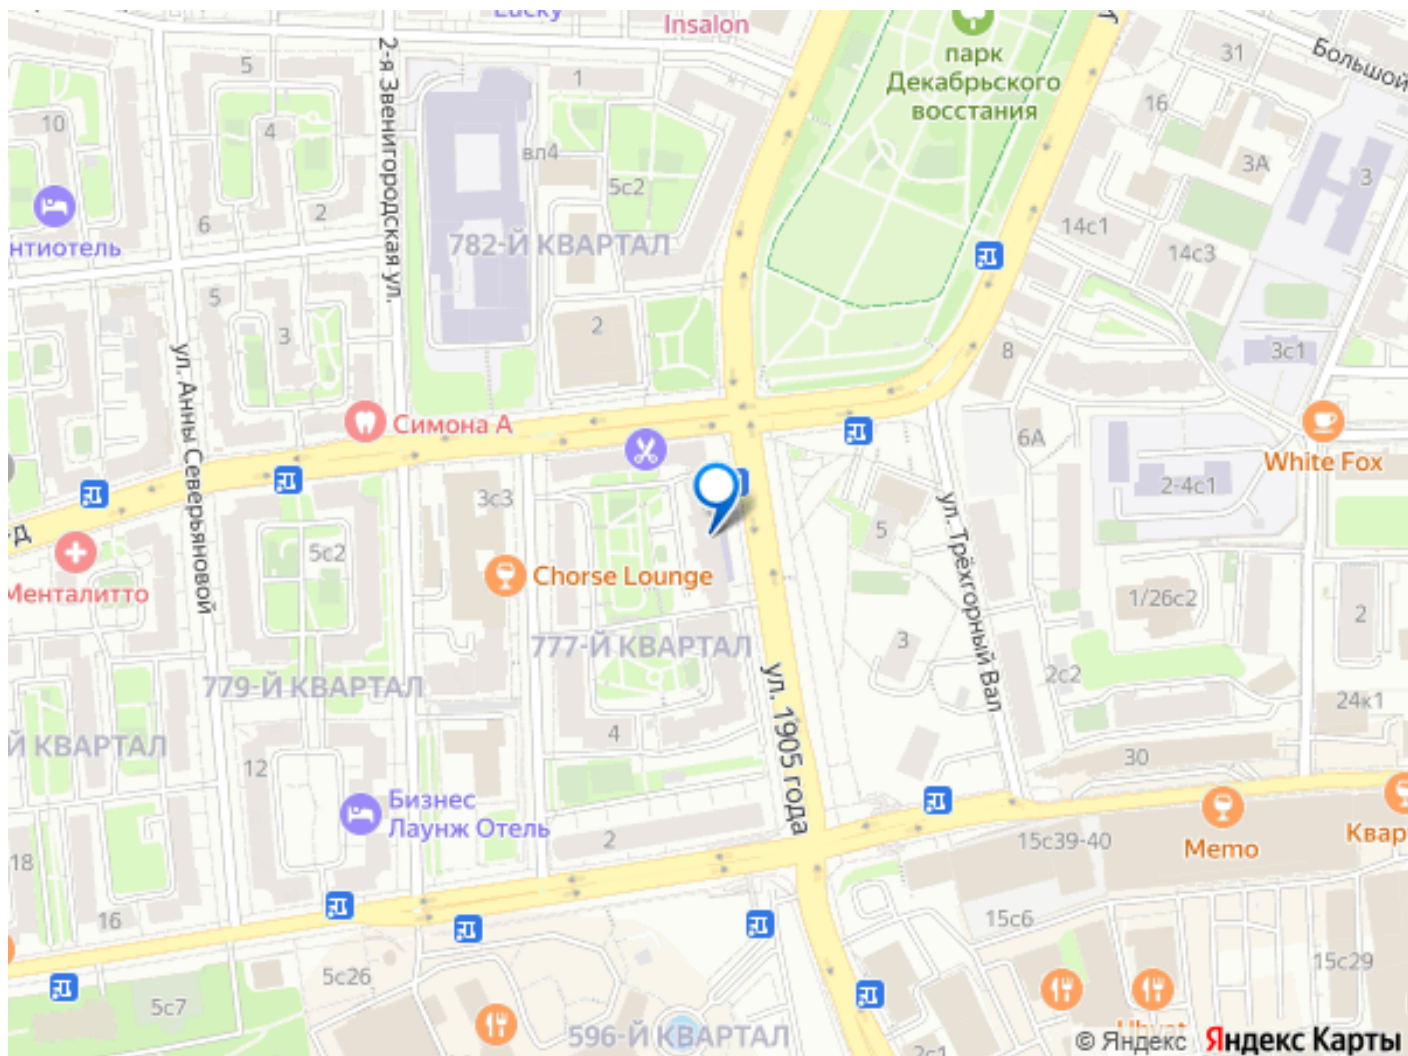 Lucky
Insalon
парк
Декабрьского
восстания
31
Большой
5
1
16
4
10
2-я Звенигородская ул.
вл4
3А
3
5с2
2
6
14с1
782-Й КВАРТАЛ
нтиотель
14с3
5
2
3
8
3с1
ул. Анны Северьяновой
Симона А
6А
White Fox
3с3
2-4с1
ул. Трёхгорный Вал
5
-д
5с2
Chorse Lounge
Менталитто
1/26с2
2
777-Й КВАРТАЛ
3
ул. 1905 года
2с2
779-Й КВАРТАЛ
24к1
4
Й КВАРТАЛ
30
12
Бизнес
Лаунж Отель
2
15с39-40
Memo
Квар
18
16
15с6
5с26
15с29
5с7
596-Й КВАРТАЛ
Uhvat
2с1
© Яндекс Яндекс Карты